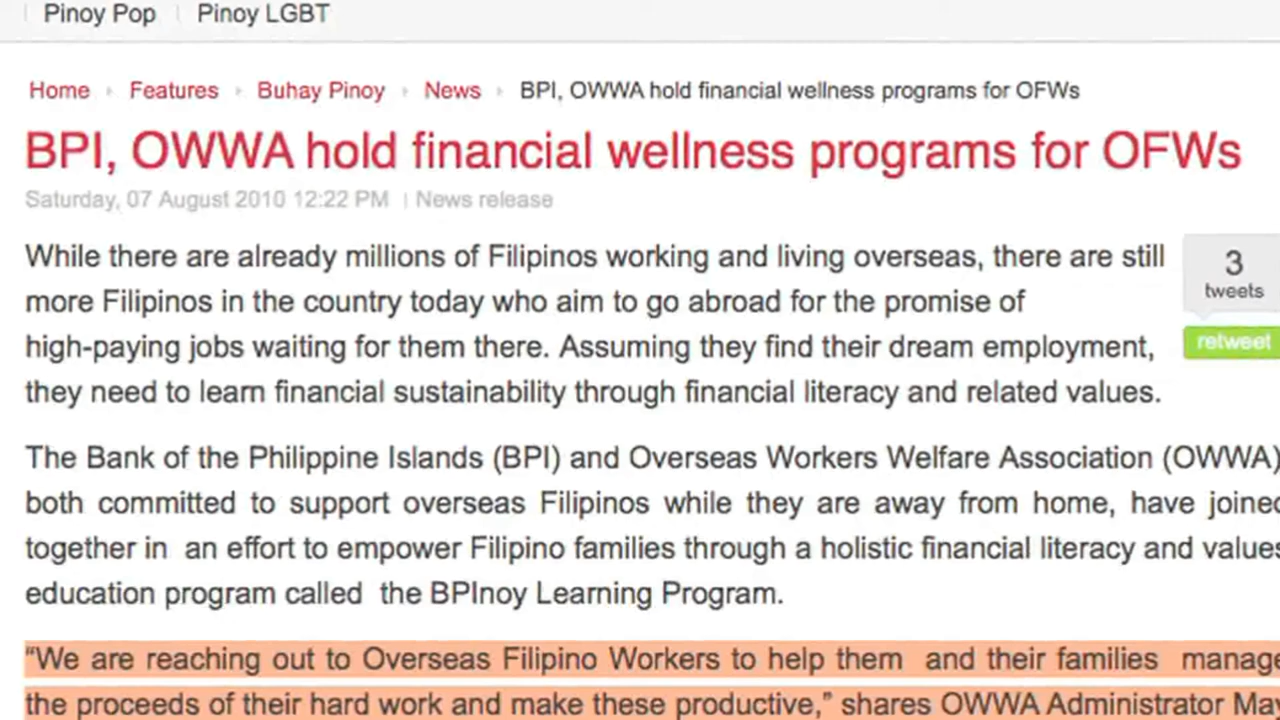 Pinoy Pop Pinoy LGBT
Home Features Buhay Pinoy News BPI, OWWA hold financial wellness programs for OFWs
BPI, OWWA hold financial wellness programs for OFWs
Saturday, 07 August 2010 12:22 PM | News release
While there are already millions of Filipinos working and living overseas, there are still
more Filipinos in the country today who aim to go abroad for the promise of
high-paying jobs waiting for them there. Assuming they find their dream employment,
they need to learn financial sustainability through financial literacy and related values.
3
tweets
retweet
The Bank of the Philippine Islands (BPI) and Overseas Workers Welfare Association (OWWA)
both committed to support overseas Filipinos while they are away from home, have joined
together in an effort to empower Filipino families through a holistic financial literacy and values
education program called the BPInoy Learning Program.
“We are reaching out to Overseas Filipino Workers to help them and their families manage
the proceeds of their hard work and make these productive,” shares OWWA Administrator May